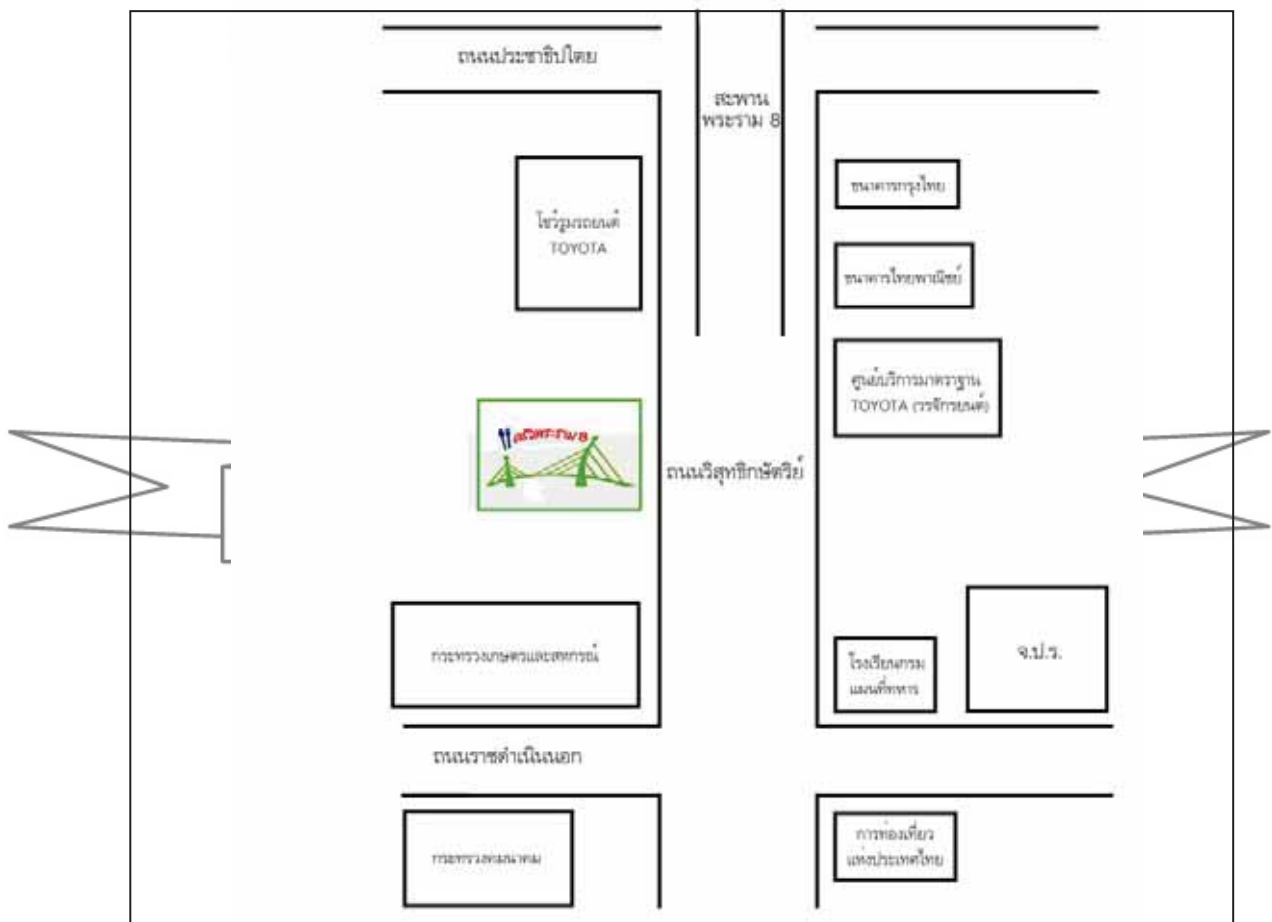 ถนนประชาธิปไตย
สะพาน
พระราม 8
ธนาคารกรุงไทย
โชว์รูมรถยนต์
TOYOTA
ธนาคารไทยพาณิชย์
ศูนย์บริการมาตราฐาน
TOYOTA (วรจักรยนต์)
ถนนวิสุทธิกษัตริย์
กระทรวงเกษตรและสหกรณ์
โรงเรียนกรม
แผนที่ทหาร
จ.ป.ร.
ถนนราชดำเนินนอก
กระทรวงคมนาคม
การท่องเที่ยว
แห่งประเทศไทย